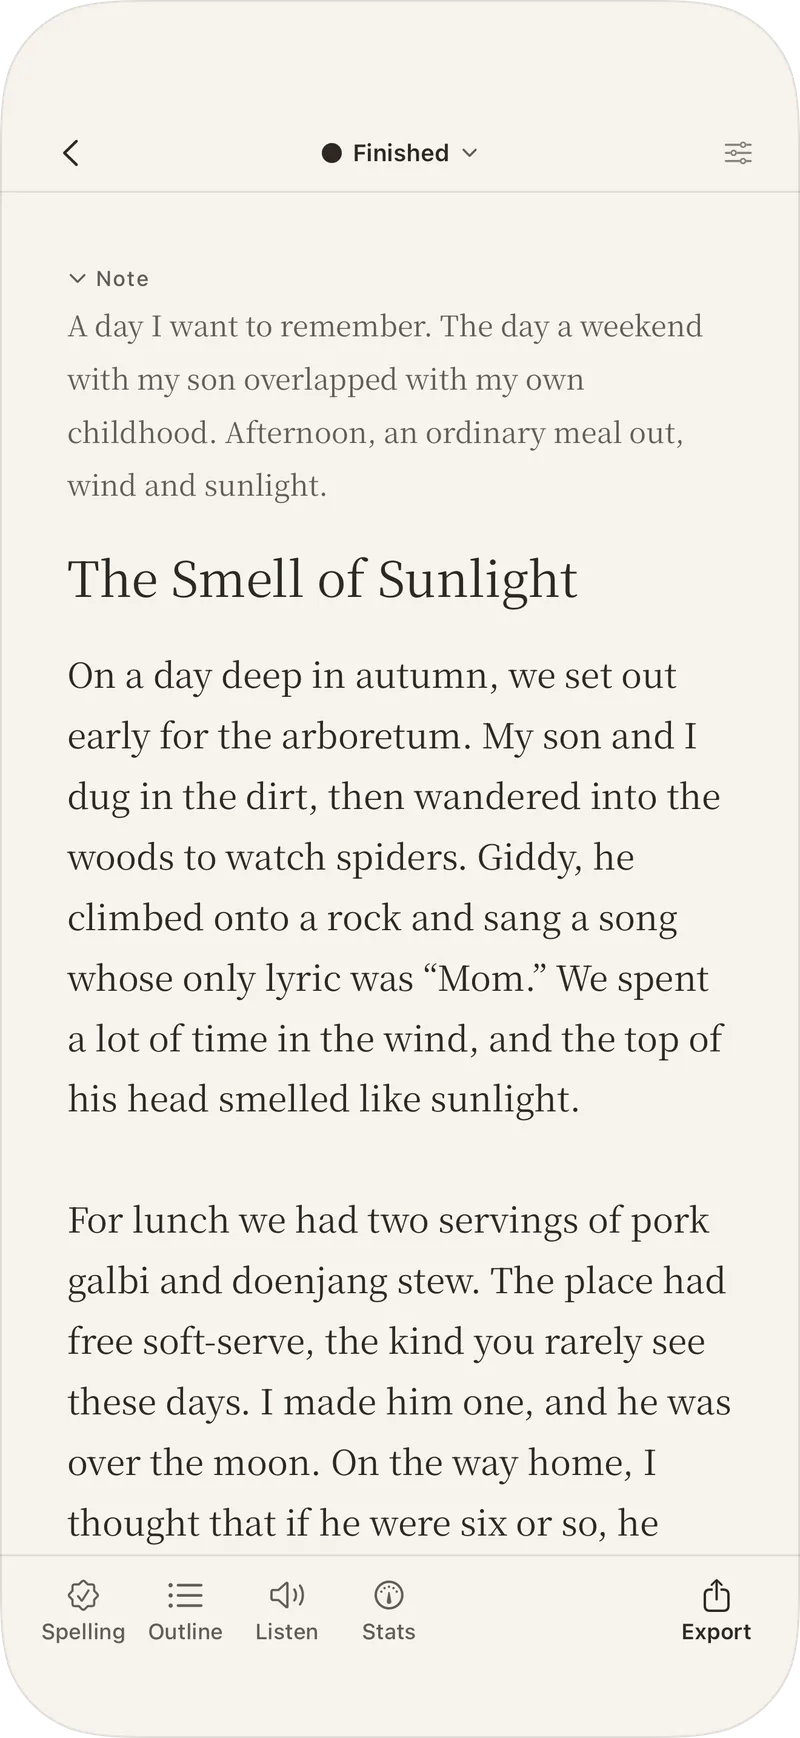 Finished
Note
A day I want to remember. The day a weekend
with my son overlapped with my own
childhood. Afternoon, an ordinary meal out,
wind and sunlight.
The Smell of Sunlight
On a day deep in autumn, we set out
early for the arboretum. My son and I
dug in the dirt, then wandered into the
woods to watch spiders. Giddy, he
climbed onto a rock and sang a song
whose only lyric was “Mom.” We spent
a lot of time in the wind, and the top of
his head smelled like sunlight.
For lunch we had two servings of pork
galbi and doenjang stew. The place had
free soft-serve, the kind you rarely see
these days. I made him one, and he was
over the moon. On the way home, I
thought that if he were six or so, he
Spelling Outline Listen Stats Export